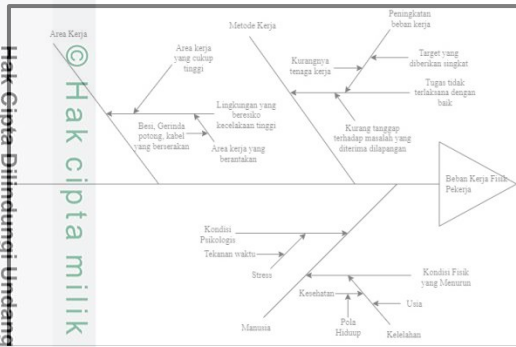 Peningkatan
beban kerja
Metode Kerja
Area Kerja
Area kerja
yang cukup
tinggi
Kurangnya
tenaga kerja
Target yang
diberikan singkat
Tugas tidak
terlaksana dengan
baik
Lingkungan yang
beresiko
kecelakaan tinggi
Besi, Gerinda
potong, kabel
yang berserakan
Area kerja yang
berantakan
Kurang tanggap
terhadap masalah yang
diterima dilapangan
Beban Kerja Fisik
Pekerja
Kondisi
Psikologis
Tekanan waktu
Stress
Kondisi Fisik
yang Menurun
Kesehatan
Usia
Pola
Hiduup
Manusia
Kelelahan
© Hak cipta milik
Hak Cipta Dilindungi Undang